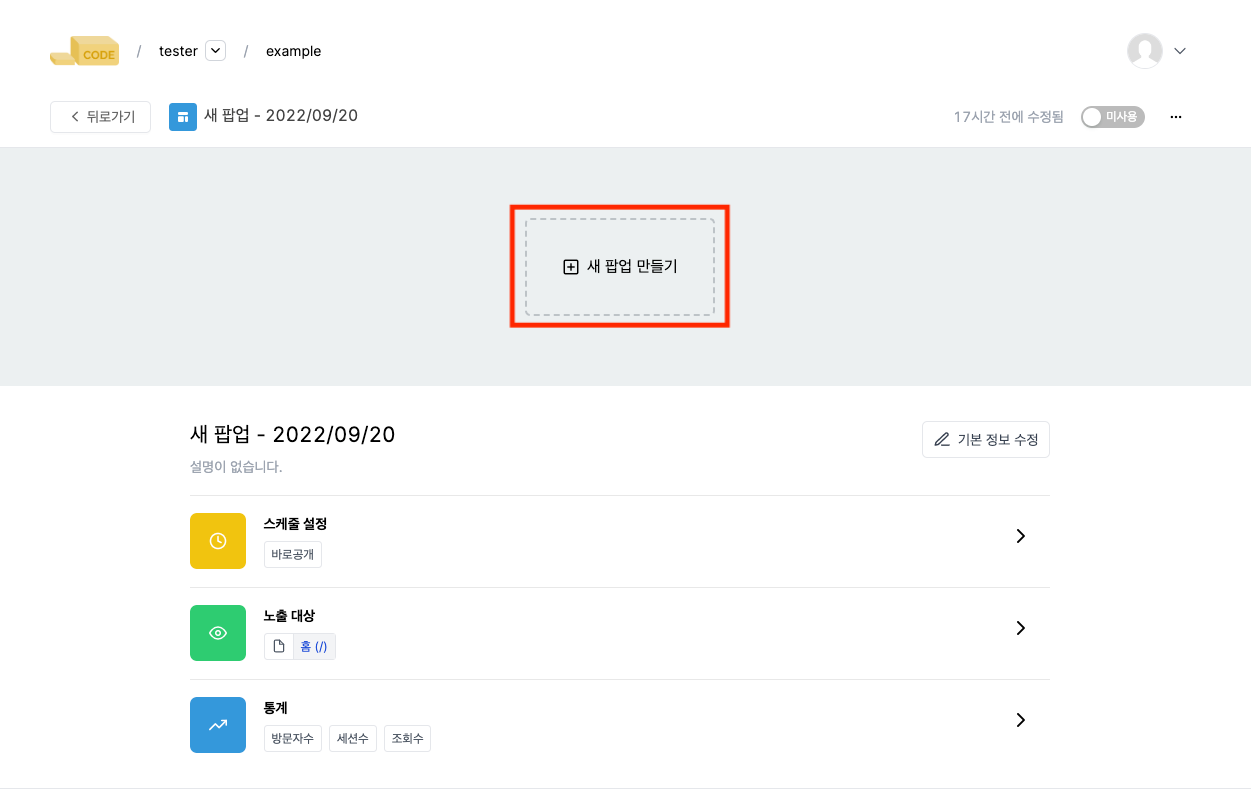 CODE / tester / example
뒤로가기 새 팝업 - 2022/09/20 17시간 전에 수정됨 미사용 ...
새 팝업 만들기
새 팝업 - 2022/09/20 기본 정보 수정
설명이 없습니다.
스케줄 설정
바로공개
노출 대상
홈 (/)
통계
방문자수 세션수 조회수